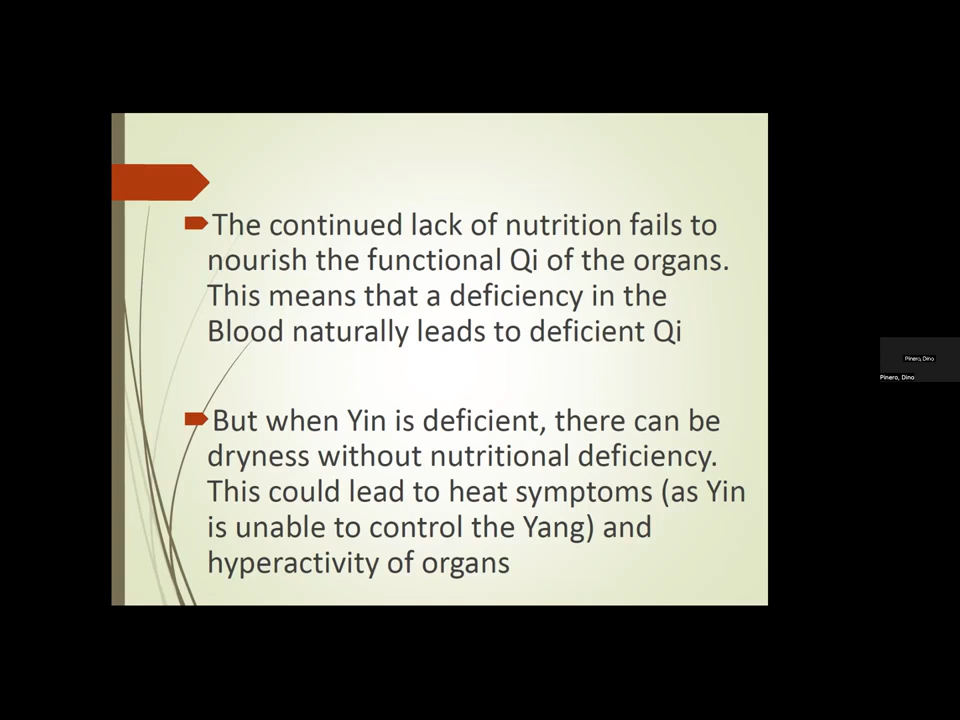 The continued lack of nutrition fails to
nourish the functional Qi of the organs.
This means that a deficiency in the
Blood naturally leads to deficient Qi
But when Yin is deficient, there can be
dryness without nutritional deficiency.
This could lead to heat symptoms (as Yin
is unable to control the Yang) and
hyperactivity of organs
Pinero, Dino
Pinero, Dino